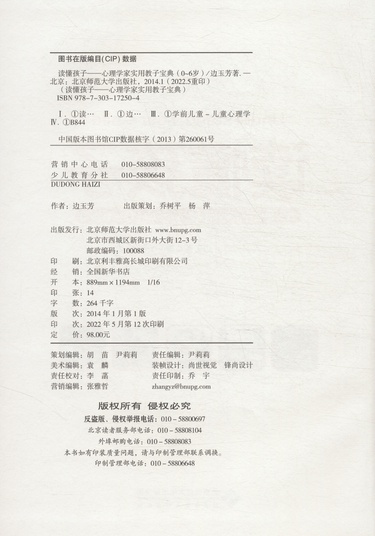 图书在版编目(CIP)数据
读懂孩子——心理学家实用教子宝典（0-6岁）/边玉芳著.—
北京：北京师范大学出版社，2014.1（2022.5重印）
（读懂孩子——心理学家实用教子宝典）
ISBN 978-7-303-17250-4
Ⅰ.①读… Ⅱ.①边… Ⅲ.①学前儿童－儿童心理学
Ⅳ.①B844
中国版本图书馆CIP数据核字（2013）第260061号
营销中心电话 010-58808083
少儿教育分社 010-58806648
DUDONG HAIZI
作者：边玉芳 出版策划：乔树平 杨 萍
出版发行：北京师范大学出版社 www.bnupg.com
北京市西城区新街口外大街12-3号
邮政编码：100088
印 刷：北京利丰雅高长城印刷有限公司
经 销：全国新华书店
开 本：889mm×1194mm 1/16
印 张：14
字 数：264千字
版 次：2014年1月第1版
印 次：2022年5月第12次印刷
定 价：98.00元
策划编辑：胡 苗 尹莉莉 责任编辑：尹莉莉
美术编辑：袁 麟 装帧设计：尚世视觉 锋尚设计
责任校对：李 菡 责任印制：乔 宇
营销编辑：张雅哲 zhangyz@bnupg.com
版权所有 侵权必究
反盗版、侵权举报电话：010-58800697
北京读者服务部电话：010-58808104
外埠邮购电话：010-58808083
本书如有印装质量问题，请与印制管理部联系调换。
印制管理部电话：010-58806648